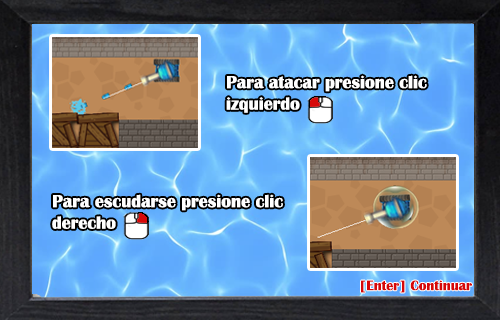 Para atacar presione clic
izquierdo
Para escudarse presione clic
derecho
[Enter] Continuar